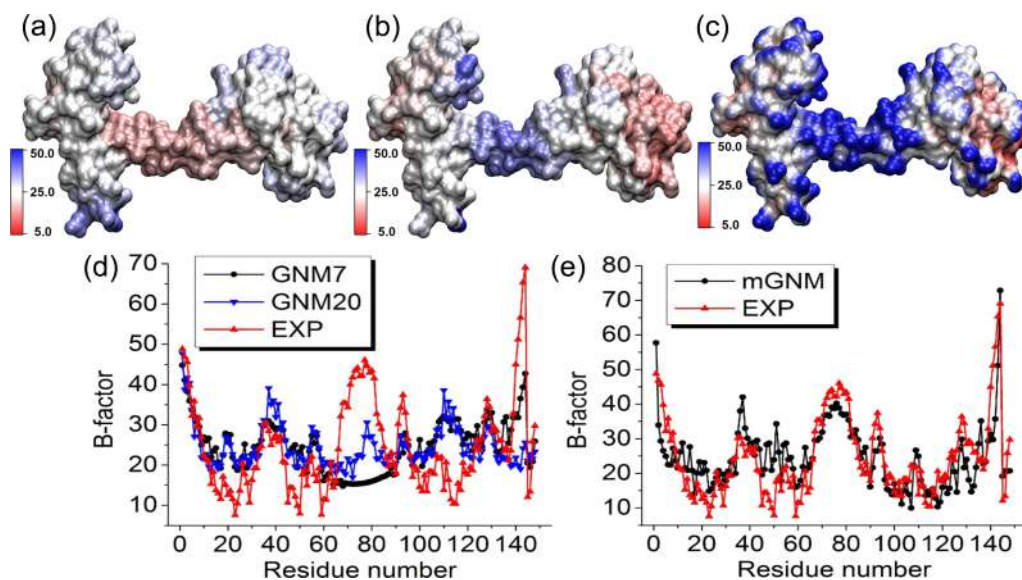 (a) (b) (c)
50.0 50.0 50.0
25.0 25.0 25.0
5.0 5.0 5.0
(d) (e)
GNM7
GNM20
EXP
B-factor
70
60
50
40
30
20
10
0 20 40 60 80 100 120 140
Residue number
mGNM
EXP
B-factor
80
70
60
50
40
30
20
10
0 20 40 60 80 100 120 140
Residue number